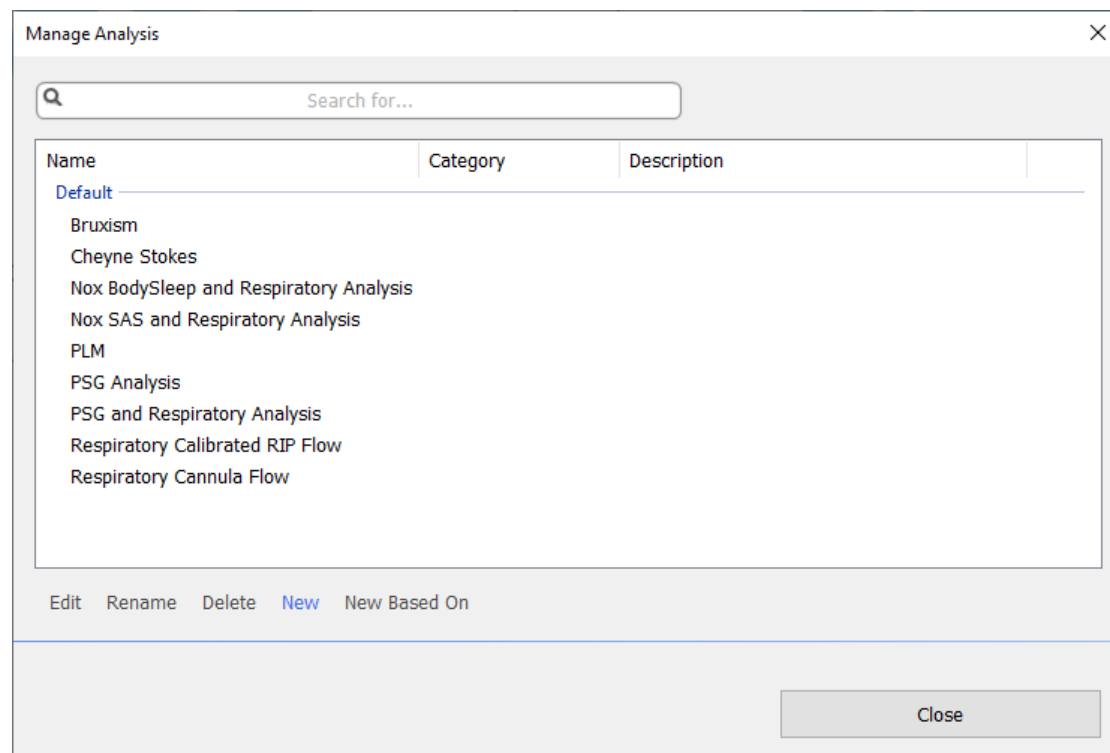 Manage Analysis
Search for...
Name Category Description
Default
Bruxism
Cheyne Stokes
Nox BodySleep and Respiratory Analysis
Nox SAS and Respiratory Analysis
PLM
PSG Analysis
PSG and Respiratory Analysis
Respiratory Calibrated RIP Flow
Respiratory Cannula Flow
Edit Rename Delete New New Based On
Close